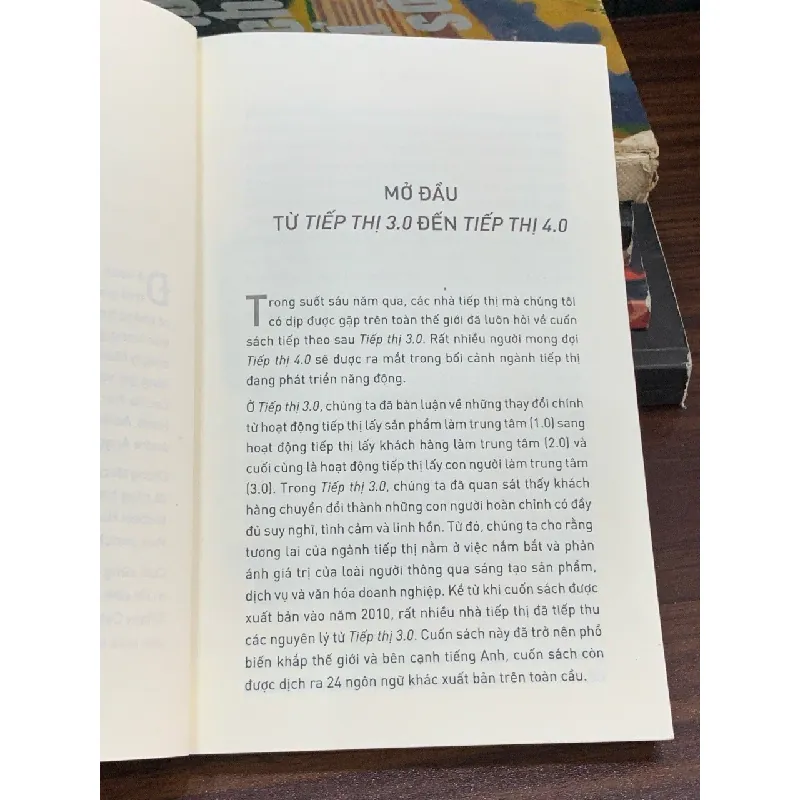 MỞ ĐẦU
TỪ TIẾP THỊ 3.0 ĐẾN TIẾP THỊ 4.0
Trong suốt sáu năm qua, các nhà tiếp thị mà chúng tôi
có dịp được gặp trên toàn thế giới đã luôn hỏi về cuốn
sách tiếp theo sau Tiếp thị 3.0. Rất nhiều người mong đợi
Tiếp thị 4.0 sẽ được ra mắt trong bối cảnh ngành tiếp thị
đang phát triển năng động.
Ở Tiếp thị 3.0, chúng ta đã bàn luận về những thay đổi chính
từ hoạt động tiếp thị lấy sản phẩm làm trung tâm (1.0) sang
hoạt động tiếp thị lấy khách hàng làm trung tâm (2.0) và
cuối cùng là hoạt động tiếp thị lấy con người làm trung tâm
(3.0). Trong Tiếp thị 3.0, chúng ta đã quan sát thấy khách
hàng chuyển đổi thành những con người hoàn chỉnh có đầy
đủ suy nghĩ, tình cảm và linh hồn. Từ đó, chúng ta cho rằng
tương lai của ngành tiếp thị nằm ở việc nắm bắt và phản
ánh giá trị của loài người thông qua sáng tạo sản phẩm,
dịch vụ và văn hóa doanh nghiệp. Kể từ khi cuốn sách được
xuất bản vào năm 2010, rất nhiều nhà tiếp thị đã tiếp thu
các nguyên lý từ Tiếp thị 3.0. Cuốn sách này đã trở nên phổ
biến khắp thế giới và bên cạnh tiếng Anh, cuốn sách còn
được dịch ra 24 ngôn ngữ khác xuất bản trên toàn cầu.